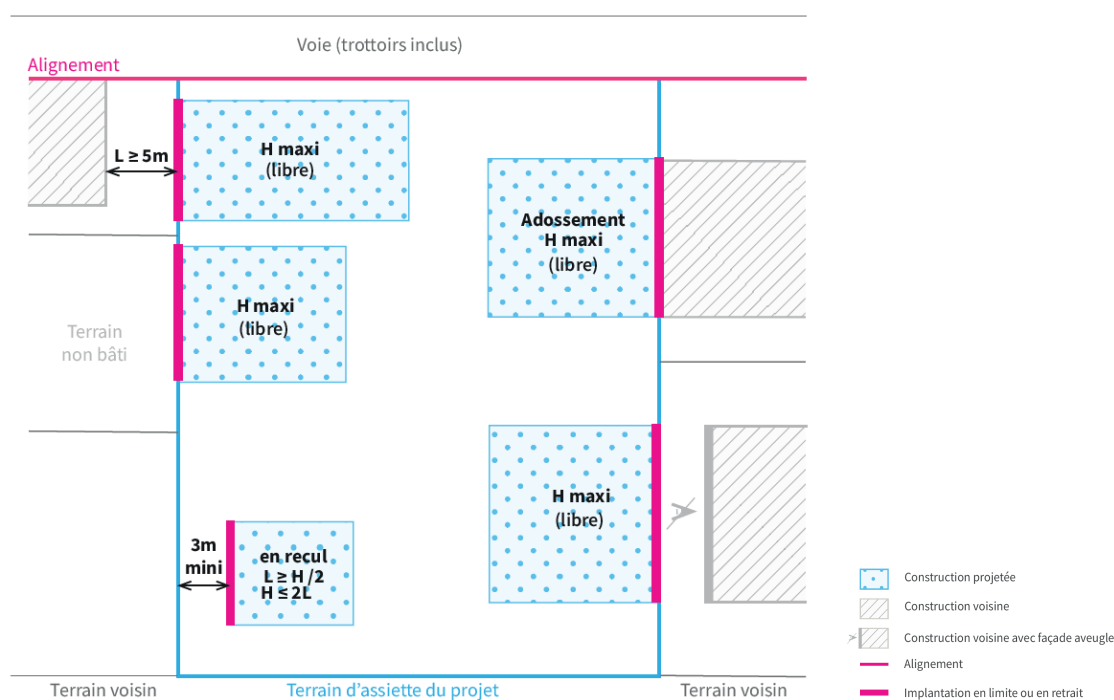 Voie (trottoirs inclus)
Alignement
L ≥ 5m
H maxi
(libre)
Adossement
H maxi
(libre)
H maxi
(libre)
Terrain
non bâti
H maxi
(libre)
3m
mini
en recul
L ≥ H /2
H ≤ 2L
Construction projetée
Construction voisine
Construction voisine avec façade aveugle
Alignement
Implantation en limite ou en retrait
Terrain voisin
Terrain d'assiette du projet
Terrain voisin